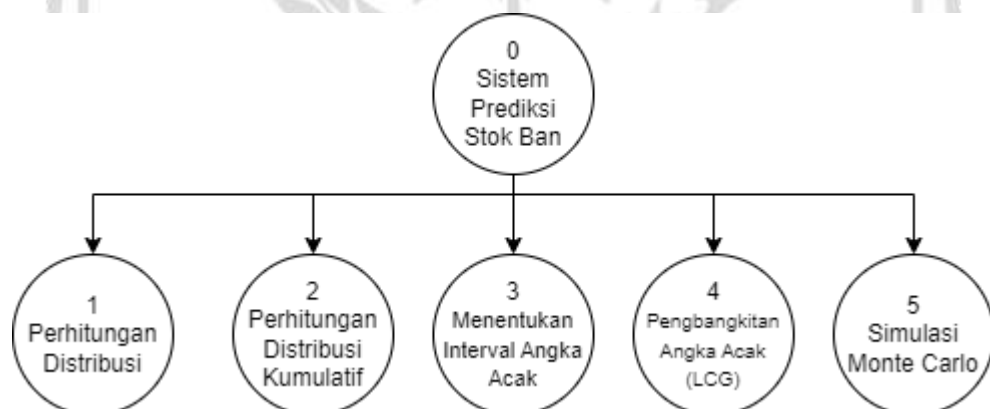 0
Sistem
Prediksi
Stok Ban
1
Perhitungan
Distribusi
2
Perhitungan
Distribusi
Kumulatif
3
Menentukan
Interval Angka
Acak
4
Pengbangkitan
Angka Acak
(LCG)
5
Simulasi
Monte Carlo